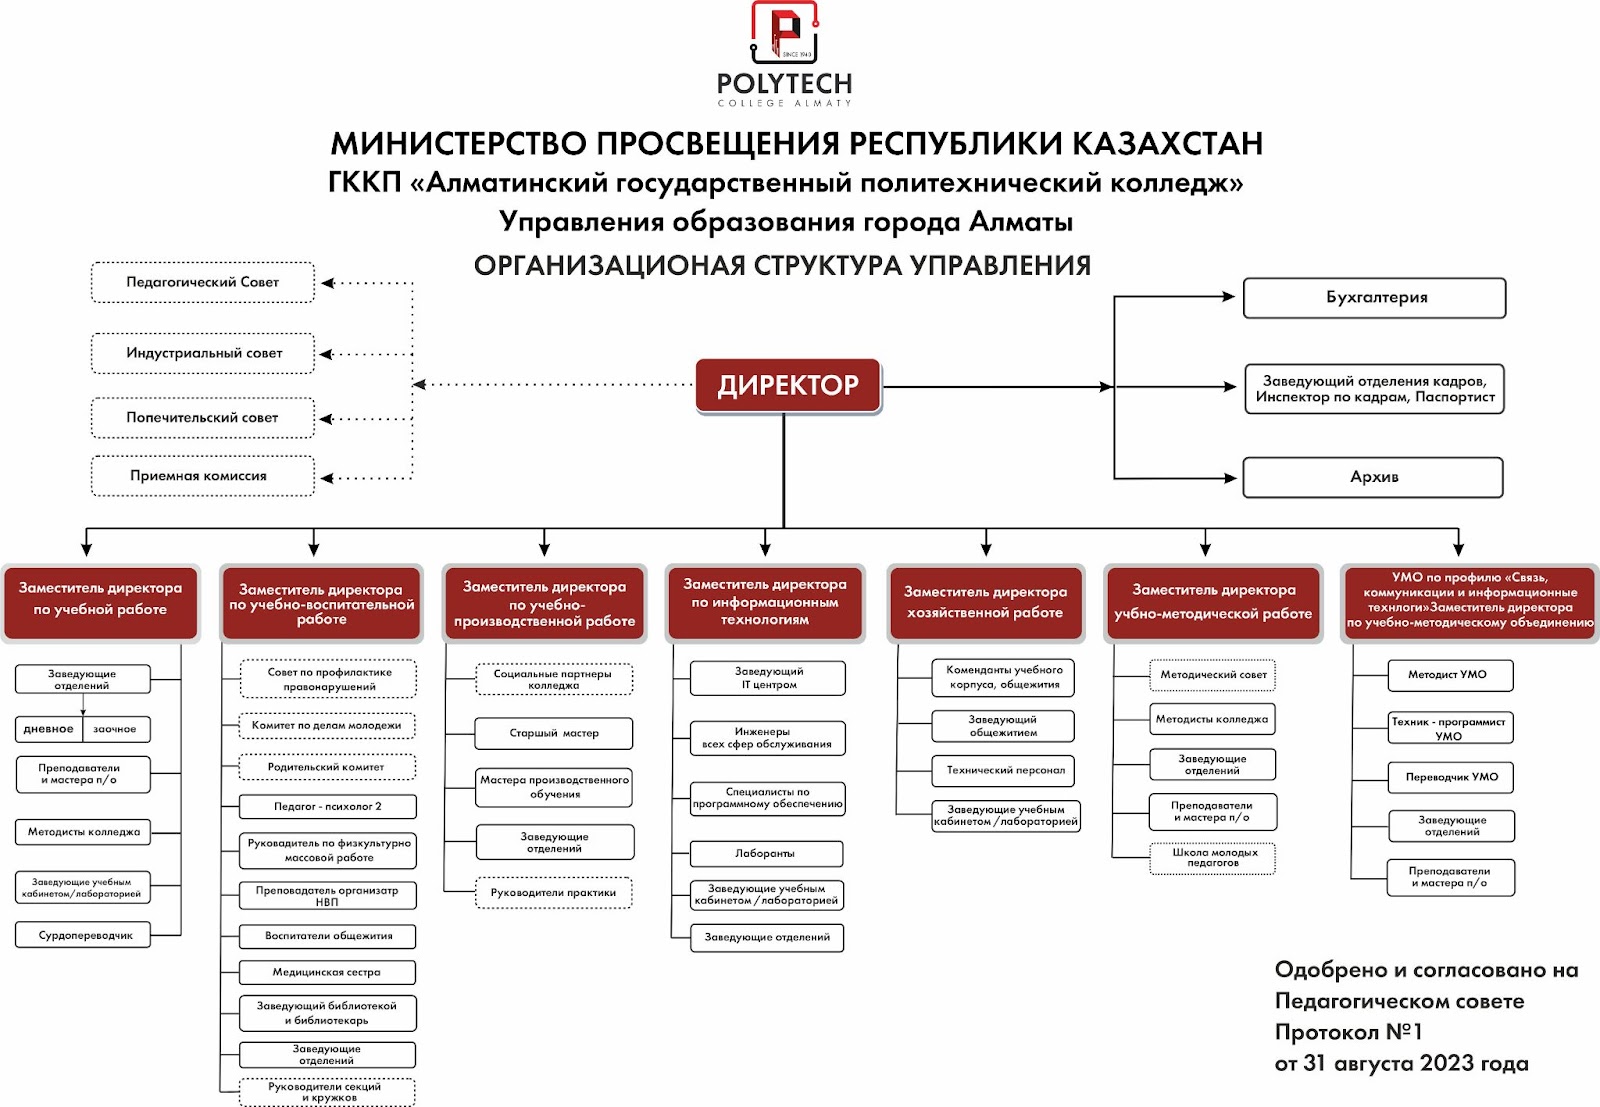 SINCE 1943
POLYTECH
COLLEGE ALMATY
МИНИСТЕРСТВО ПРОСВЕЩЕНИЯ РЕСПУБЛИКИ КАЗАХСТАН
ГККП «Алматинский государственный политехнический колледж»
Управления образования города Алматы
ОРГАНИЗАЦИОНАЯ СТРУКТУРА УПРАВЛЕНИЯ
Педагогический Совет
Индустриальный совет
Попечительский совет
Приемная комиссия
ДИРЕКТОР
Бухгалтерия
Заведующий отделения кадров,
Инспектор по кадрам, Паспортист
Архив
Заместитель директора
по учебной работе
Заведующие
отделений
дневное
заочное
Преподаватели
и мастера п/о
Методисты колледжа
Заведующие учебным
кабинетом/лабораторией
Сурдопереводчик
Заместитель директора
по учебно-воспитательной
работе
Совет по профилактике
правонарушений
Комитет по делам молодежи
Родительский комитет
Педагог - психолог 2
Руководитель по физкультурно
массовой работе
Преповадатель организатр
НВП
Воспитатели общежития
Медицинская сестра
Заведующий библиотекой
и библиотекарь
Заведующие
отделений
Руководители секций
и кружков
Заместитель директора
по учебно-
производственной работе
Социальные партнеры
колледжа
Старшый мастер
Мастера производственного
обучения
Заведующие
отделений
Руководители практики
Заместитель директора
по информационным
технологиям
Заведующий
IT центром
Инженеры
всех сфер обслуживания
Специалисты по
программному обеспечению
Лаборанты
Заведующие учебным
кабинетом /лабораторией
Заведующие отделений
Заместитель директора
хозяйственной работе
Коменданты учебного
корпуса, общежития
Заведующий
общежитием
Технический персонал
Заведующие учебным
кабинетом /лабораторией
Заместитель директора
учбно-методической работе
Методический совет
Методисты колледжа
Заведующие
отделений
Преподаватели
и мастера п/о
Школа молодых
педагогов
УМО по профилю «Связь,
коммуникации и информационные
технлоги»Заместитель директора
по учебно-методическому объединению
Методист УМО
Техник - программист
УМО
Переводчик УМО
Заведующие
отделений
Преподаватели
и мастера п/о
Одобрено и согласовано на
Педагогическом совете
Протокол №1
от 31 августа 2023 года